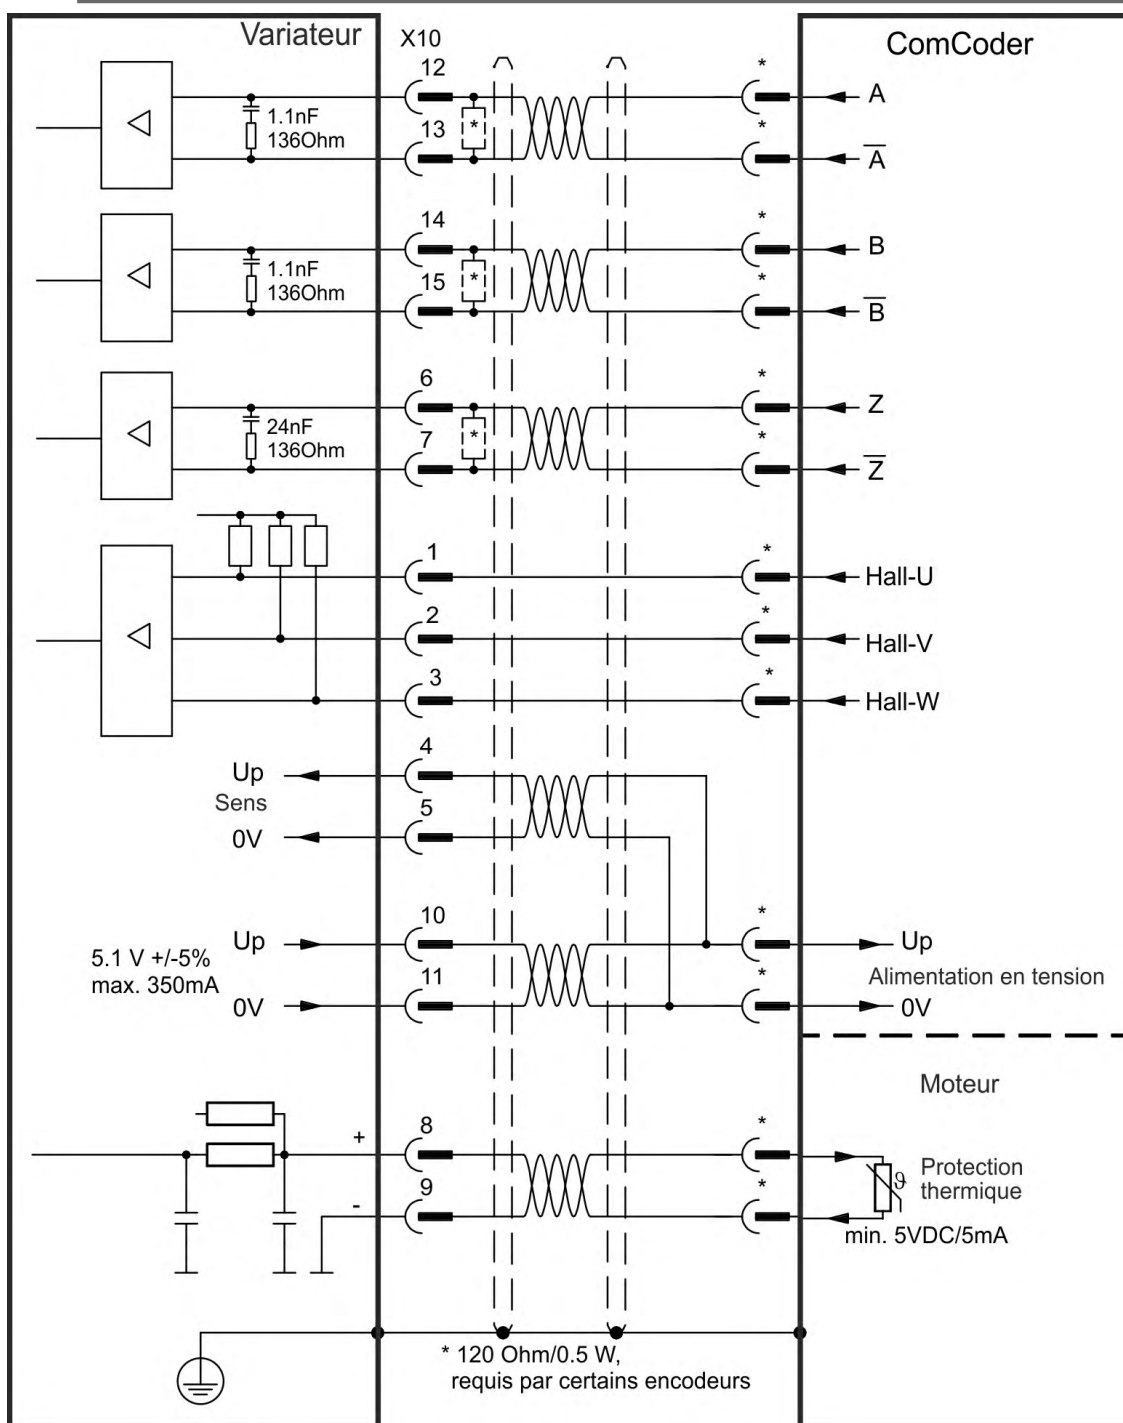 Variateur
X10
ComCoder
12
*
A
1.1nF
136Ohm
*
13
*
A̅
14
*
B
1.1nF
136Ohm
*
15
*
B̅
6
*
Z
24nF
136Ohm
*
7
*
Z̅
1
*
Hall-U
2
*
Hall-V
3
*
Hall-W
4
Up
Sens
5
0V
10
*
Up
Up
5.1 V +/-5%
max. 350mA
Alimentation en tension
11
*
0V
0V
Moteur
+
8
*
Protection
thermique
ϑ
-
9
*
min. 5VDC/5mA
* 120 Ohm/0.5 W,
requis par certains encodeurs